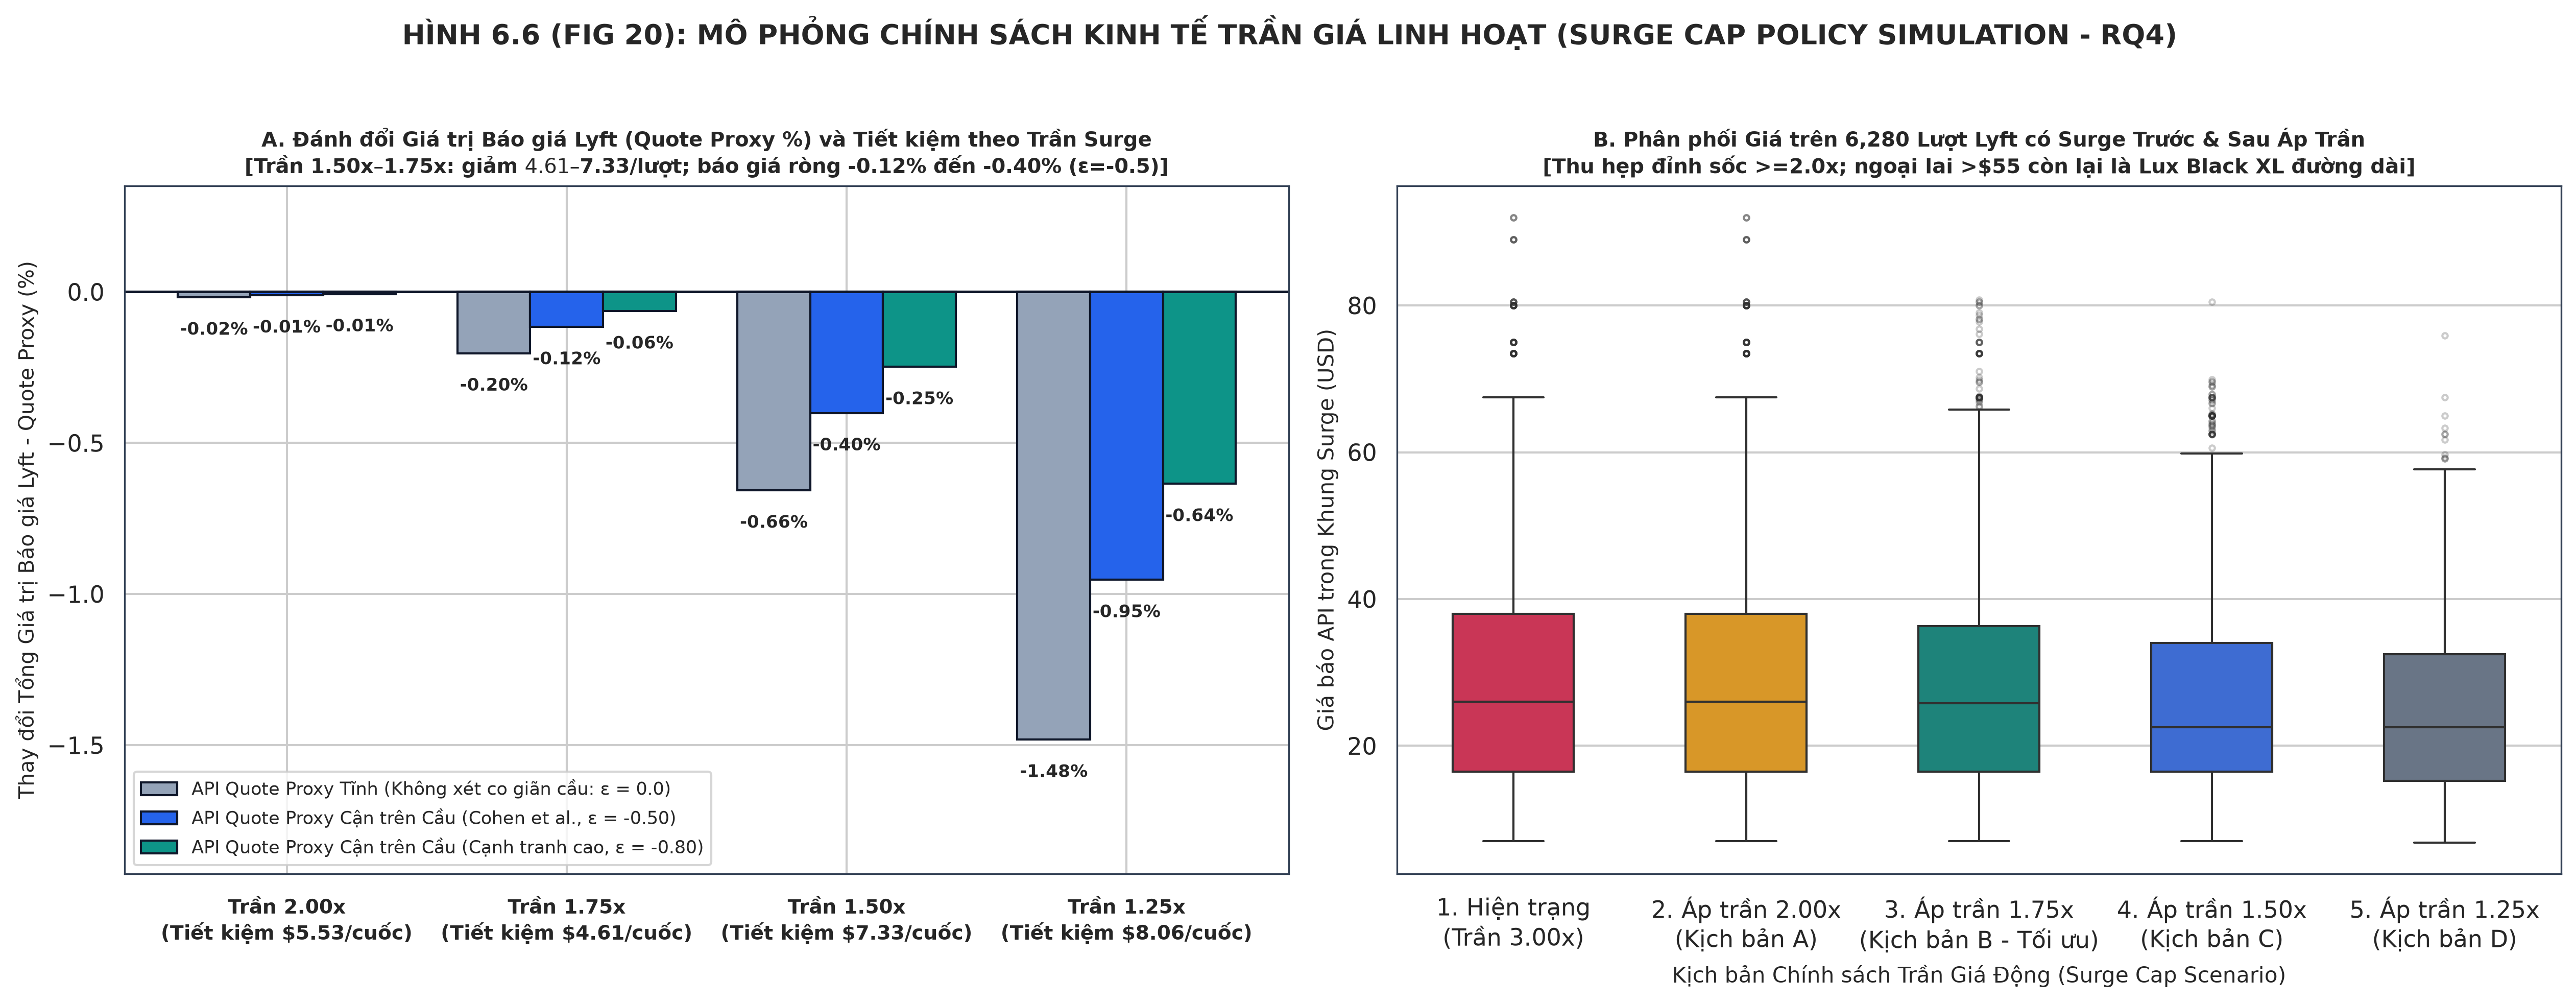 HÌNH 6.6 (FIG 20): MÔ PHỎNG CHÍNH SÁCH KINH TẾ TRẦN GIÁ LINH HOẠT (SURGE CAP POLICY SIMULATION - RQ4)
A. Đánh đổi Giá trị Báo giá Lyft (Quote Proxy %) và Tiết kiệm theo Trần Surge
[Trần 1.50x–1.75x: giảm 4.61–7.33/lượt; báo giá ròng -0.12% đến -0.40% (ε=-0.5)]
Thay đổi Tổng Giá trị Báo giá Lyft - Quote Proxy (%)
0.0
−0.5
−1.0
−1.5
-0.02% -0.01% -0.01%
-0.20%
-0.12%
-0.06%
-0.66%
-0.40%
-0.25%
-1.48%
-0.95%
-0.64%
API Quote Proxy Tĩnh (Không xét co giãn cầu: ε = 0.0)
API Quote Proxy Cận trên Cầu (Cohen et al., ε = -0.50)
API Quote Proxy Cận trên Cầu (Cạnh tranh cao, ε = -0.80)
Trần 2.00x
(Tiết kiệm $5.53/cuốc)
Trần 1.75x
(Tiết kiệm $4.61/cuốc)
Trần 1.50x
(Tiết kiệm $7.33/cuốc)
Trần 1.25x
(Tiết kiệm $8.06/cuốc)
B. Phân phối Giá trên 6,280 Lượt Lyft có Surge Trước & Sau Áp Trần
[Thu hẹp đỉnh sốc >=2.0x; ngoại lai >$55 còn lại là Lux Black XL đường dài]
Giá báo API trong Khung Surge (USD)
80
60
40
20
1. Hiện trạng
(Trần 3.00x)
2. Áp trần 2.00x
(Kịch bản A)
3. Áp trần 1.75x
(Kịch bản B - Tối ưu)
4. Áp trần 1.50x
(Kịch bản C)
5. Áp trần 1.25x
(Kịch bản D)
Kịch bản Chính sách Trần Giá Động (Surge Cap Scenario)